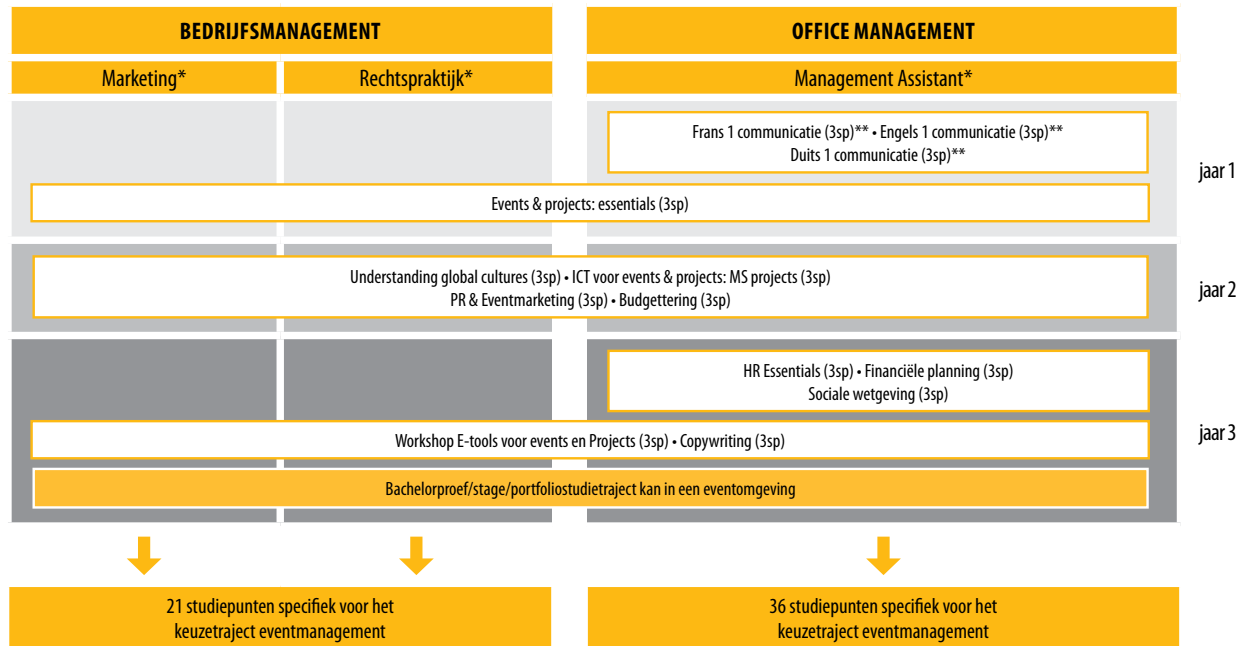 BEDRIJFSMANAGEMENT
OFFICE MANAGEMENT
Marketing*
Rechtspraktijk*
Management Assistant*
Frans 1 communicatie (3sp)** • Engels 1 communicatie (3sp)**
Duits 1 communicatie (3sp)**
jaar 1
Events & projects: essentials (3sp)
Understanding global cultures (3sp) • ICT voor events & projects: MS projects (3sp)
PR & Eventmarketing (3sp) • Budgettering (3sp)
jaar 2
HR Essentials (3sp) • Financiële planning (3sp)
Sociale wetgeving (3sp)
jaar 3
Workshop E-tools voor events en Projects (3sp) • Copywriting (3sp)
Bachelorproef/stage/portfoliostudietraject kan in een eventomgeving
21 studiepunten specifiek voor het
keuzetraject eventmanagement
36 studiepunten specifiek voor het
keuzetraject eventmanagement